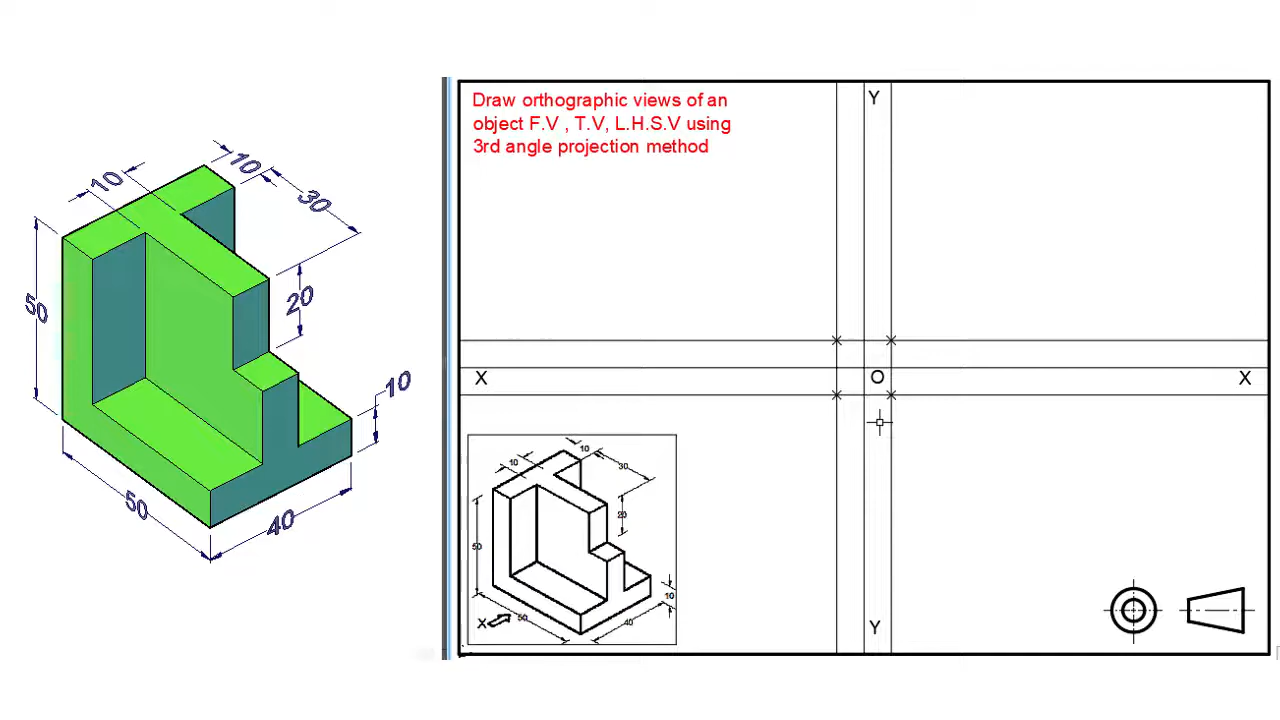 Draw orthographic views of an
object F.V , T.V, L.H.S.V using
3rd angle projection method
Y
10
10
30
50
20
10
50
40
X
O
X
10
10
30
20
50
10
X
50
40
Y